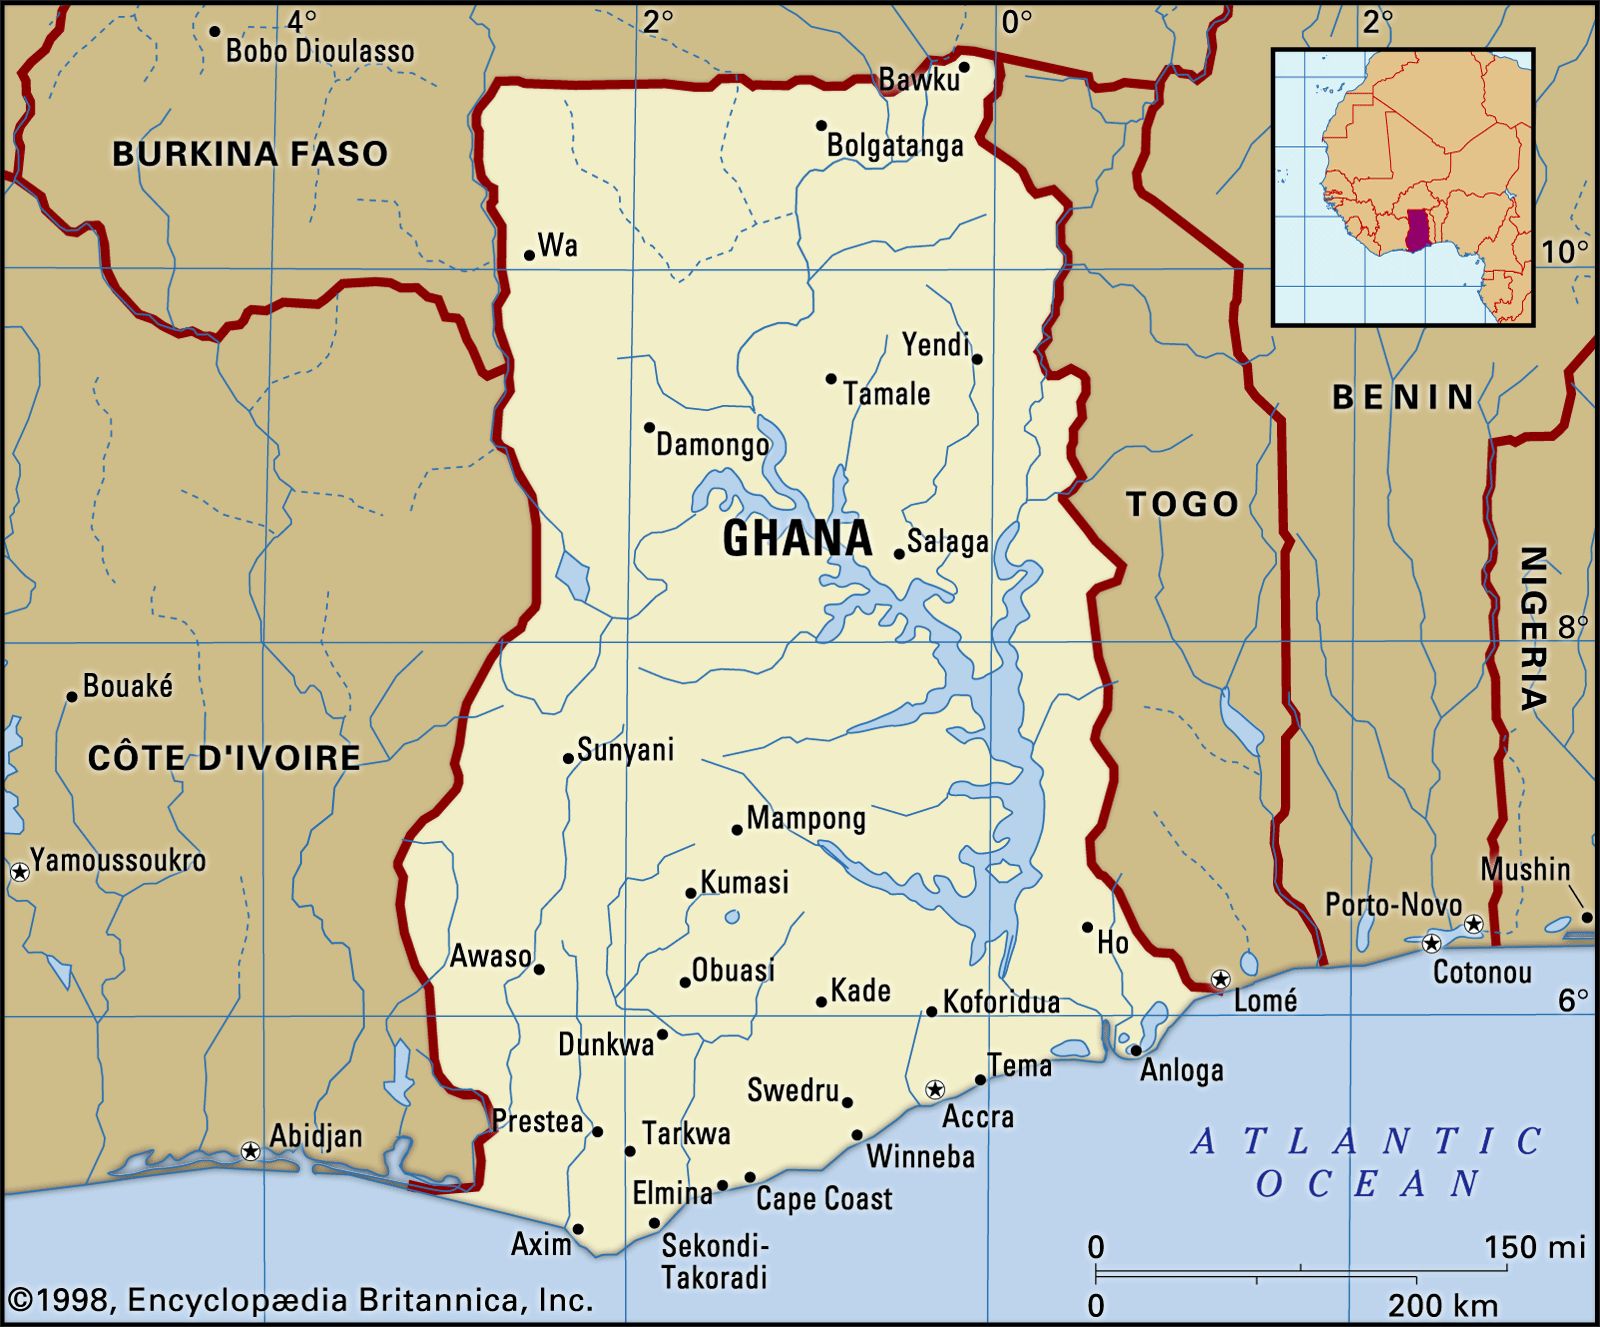 4°
2°
0°
2°
Bobo Dioulasso
Bawku
BURKINA FASO
Bolgatanga
Wa
10°
Yendi
Tamale
BENIN
Damongo
TOGO
GHANA
Salaga
NIGERIA
8°
Bouaké
CÔTE D'IVOIRE
Sunyani
Mampong
Yamoussoukro
Mushin
Kumasi
Porto-Novo
Ho
Awaso
Obuasi
Cotonou
Kade
Koforidua
Lomé
6°
Dunkwa
Tema
Anloga
Swedru
Accra
Prestea
Tarkwa
Abidjan
Winneba
ATLANTIC
OCEAN
Elmina
Cape Coast
Axim
Sekondi-
Takoradi
0
150 mi
0
200 km
©1998, Encyclopædia Britannica, Inc.